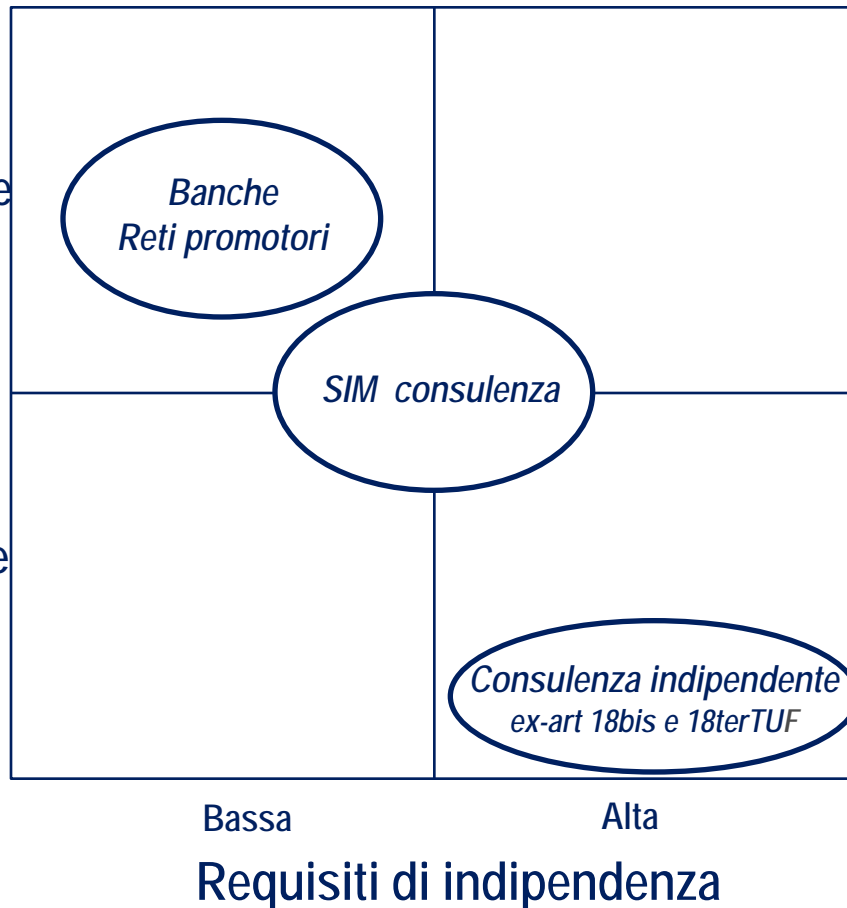 e
Banche
Reti promotori
SIM consulenza
e
Consulenza indipendente
ex-art 18bis e 18terTUF
Bassa
Alta
Requisiti di indipendenza